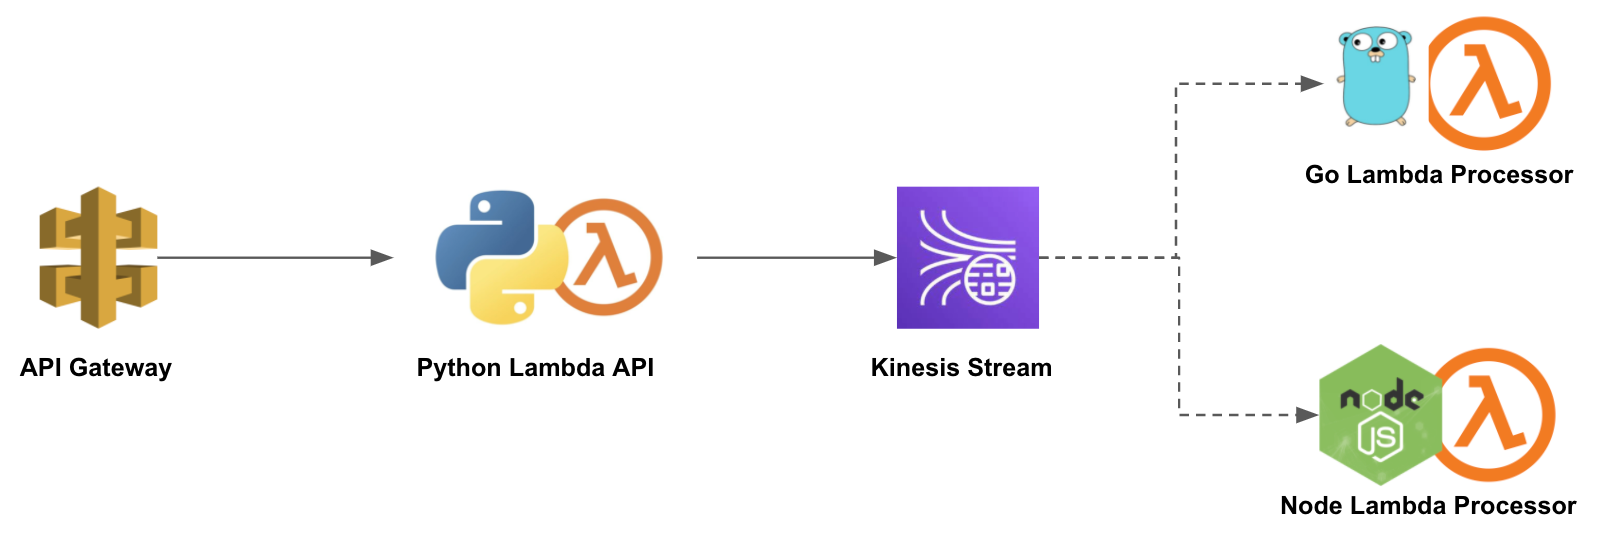 Go Lambda Processor
API Gateway
Python Lambda API
Kinesis Stream
node
JS
Node Lambda Processor